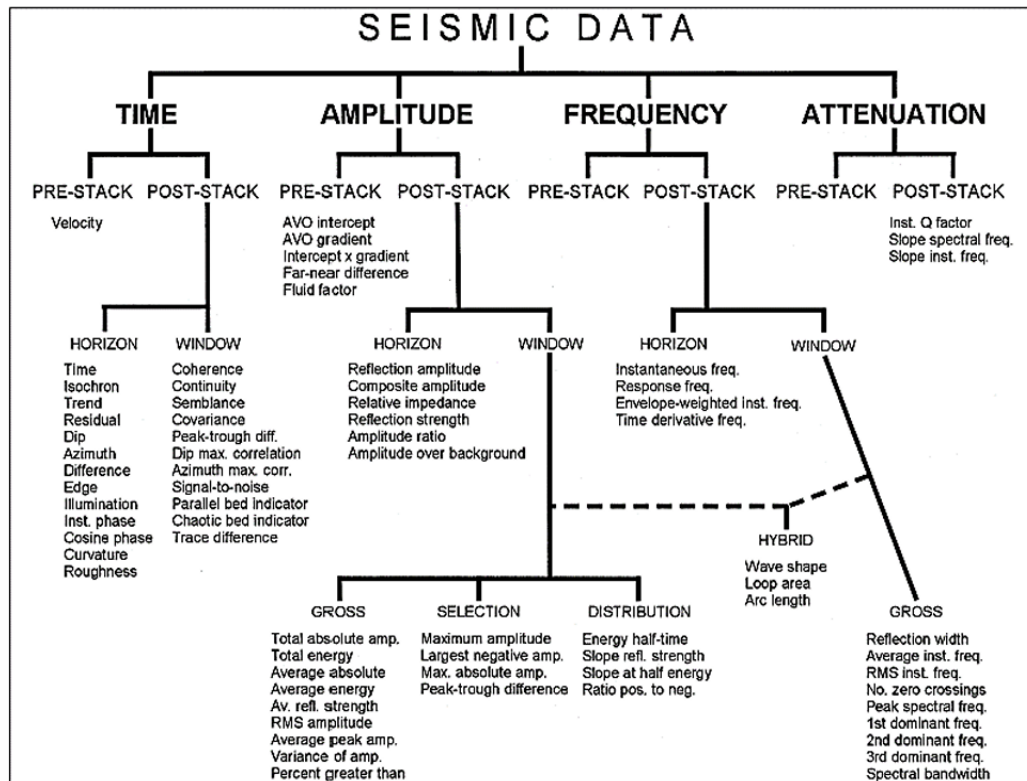 SEISMIC DATA
TIME
AMPLITUDE
FREQUENCY
ATTENUATION
PRE-STACK
POST-STACK
PRE-STACK
POST-STACK
PRE-STACK
POST-STACK
PRE-STACK
POST-STACK
Velocity
AVO intercept
AVO gradient
Intercept x gradient
Far-near difference
Fluid factor
Inst. Q factor
Slope spectral freq.
Slope inst. freq.
HORIZON
Time
Isochron
Trend
Residual
Dip
Azimuth
Difference
Edge
Illumination
Inst. phase
Cosine phase
Curvature
Roughness
WINDOW
Coherence
Continuity
Semblance
Covariance
Peak-trough diff.
Dip max. correlation
Azimuth max. corr.
Signal-to-noise
Parallel bed indicator
Chaotic bed indicator
Trace difference
HORIZON
Reflection amplitude
Composite amplitude
Relative impedance
Reflection strength
Amplitude ratio
Amplitude over background
WINDOW
HORIZON
Instantaneous freq.
Response freq.
Envelope-weighted inst. freq.
Time derivative freq.
WINDOW
HYBRID
Wave shape
Loop area
Arc length
GROSS
Total absolute amp.
Total energy
Average absolute
Average energy
Av. refl. strength
RMS amplitude
Average peak amp.
Variance of amp.
Percent greater than
SELECTION
Maximum amplitude
Largest negative amp.
Max. absolute amp.
Peak-trough difference
DISTRIBUTION
Energy half-time
Slope refl. strength
Slope at half energy
Ratio pos. to neg.
GROSS
Reflection width
Average inst. freq.
RMS inst. freq.
No. zero crossings
Peak spectral freq.
1st dominant freq.
2nd dominant freq.
3rd dominant freq.
Spectral bandwidth